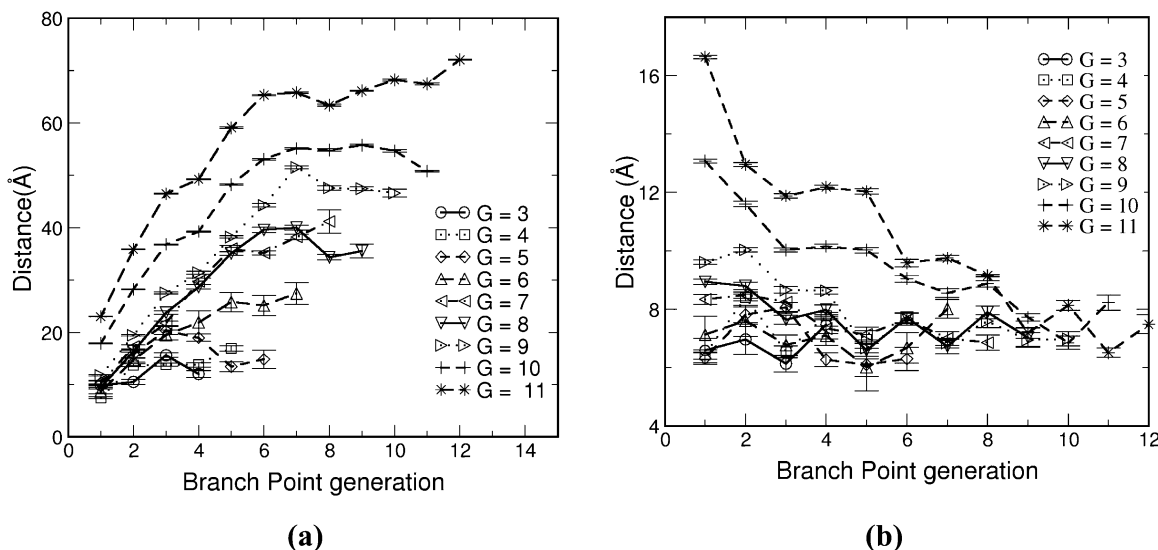 80
60
40
20
0
Distance(Å)
0 2 4 6 8 10 12 14
Branch Point generation
G = 3
G = 4
G = 5
G = 6
G = 7
G = 8
G = 9
G = 10
G = 11
(a)
16
12
8
4
Distance (Å)
0 2 4 6 8 10 12
Branch Point generation
G = 3
G = 4
G = 5
G = 6
G = 7
G = 8
G = 9
G = 10
G = 11
(b)